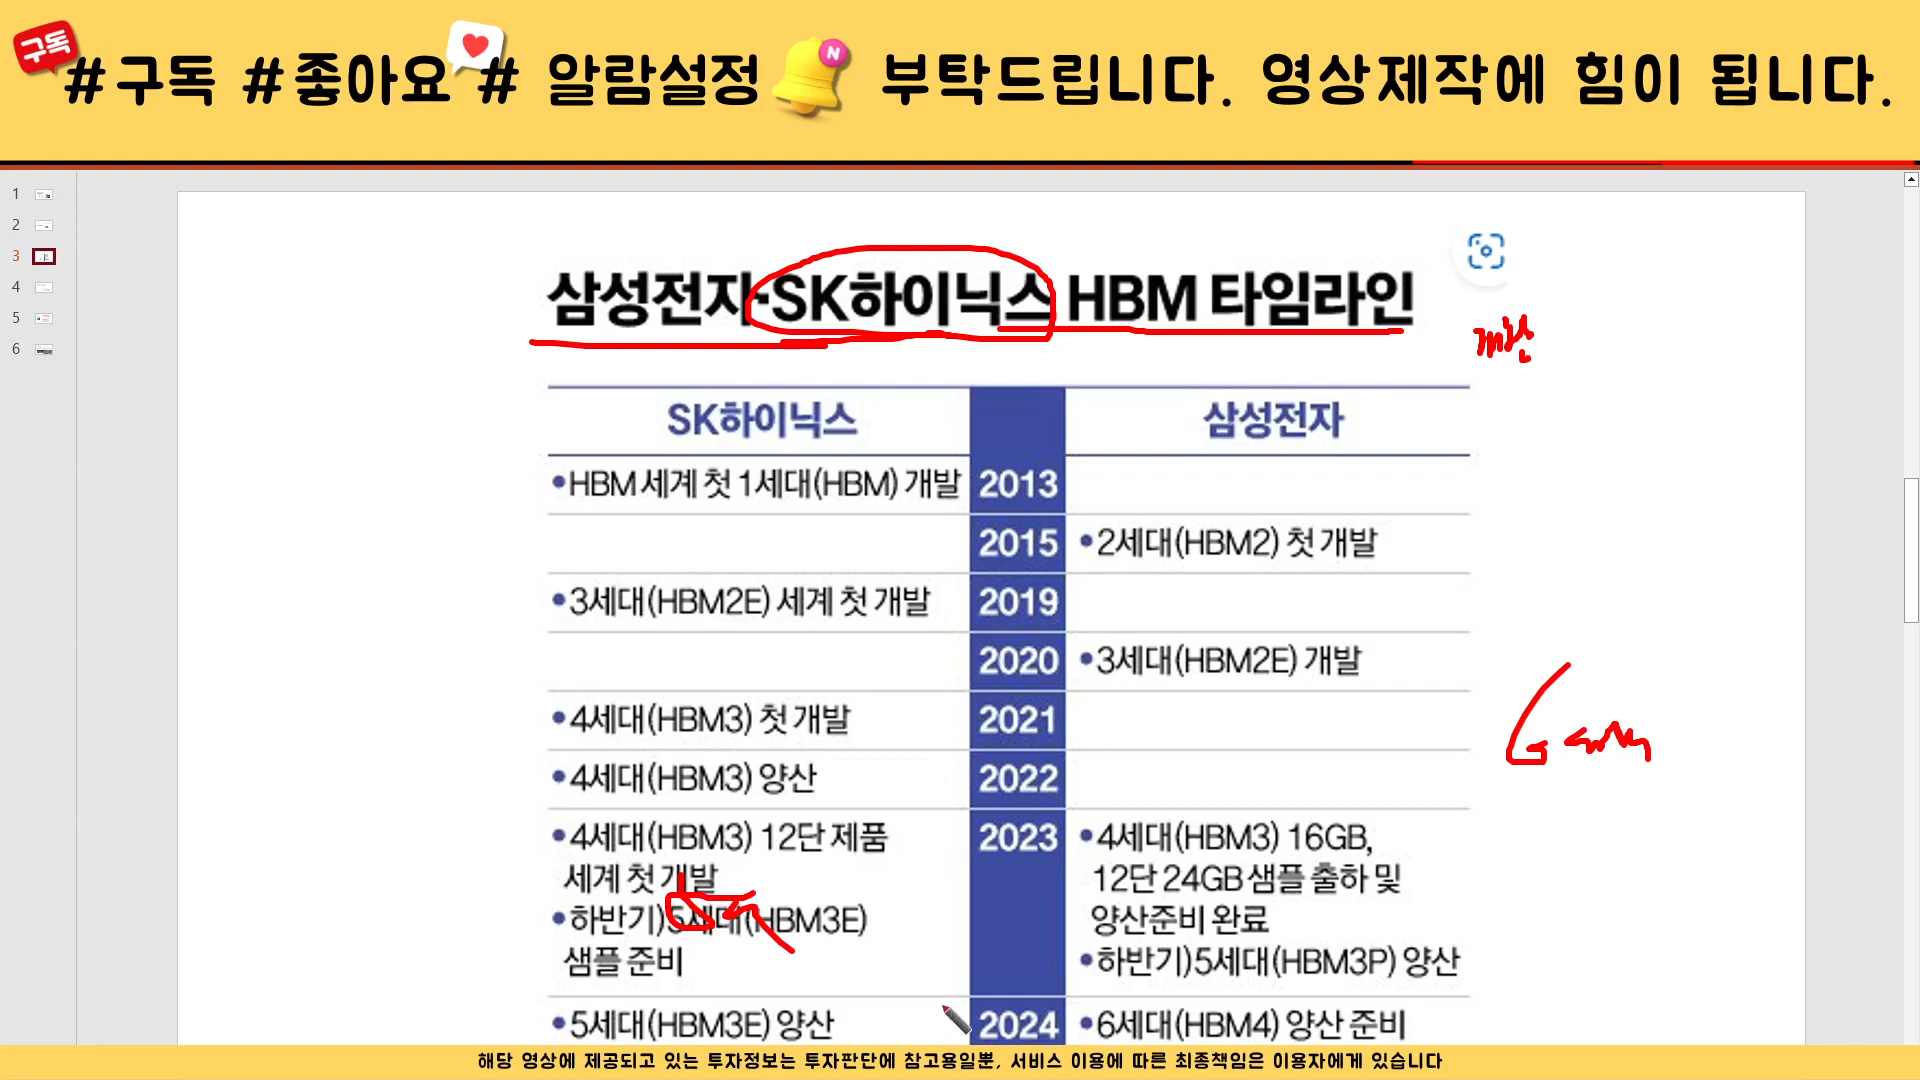 구독
#구독 #좋아요 # 알람설정 N 부탁드립니다. 영상제작에 힘이 됩니다.
1
2
3
4
5
6
삼성전자·SK하이닉스 HBM 타임라인
SK하이닉스 삼성전자
•HBM 세계 첫 1세대(HBM) 개발 2013
2015 •2세대(HBM2) 첫 개발
•3세대(HBM2E) 세계 첫 개발 2019
2020 •3세대(HBM2E) 개발
•4세대(HBM3) 첫 개발 2021
•4세대(HBM3) 양산 2022
•4세대(HBM3) 12단 제품 2023 •4세대(HBM3) 16GB,
세계 첫 개발 12단 24GB 샘플 출하 및
•하반기)5세대(HBM3E) 양산준비 완료
샘플 준비 •하반기)5세대(HBM3P) 양산
•5세대(HBM3E) 양산 2024 •6세대(HBM4) 양산 준비
해당 영상에 제공되고 있는 투자정보는 투자판단에 참고용일뿐, 서비스 이용에 따른 최종책임은 이용자에게 있습니다